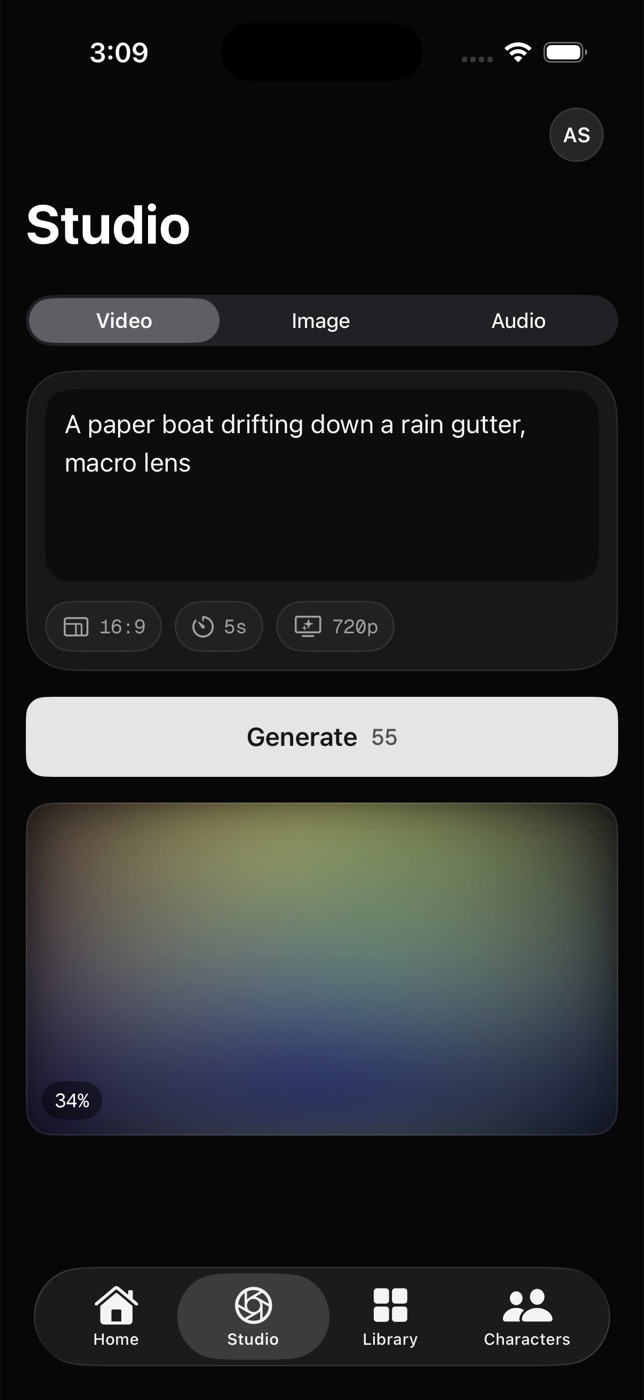 3:09
AS
Studio
Video
Image
Audio
A paper boat drifting down a rain gutter,
macro lens
16:9
5s
720p
Generate 55
34%
Home
Studio
Library
Characters